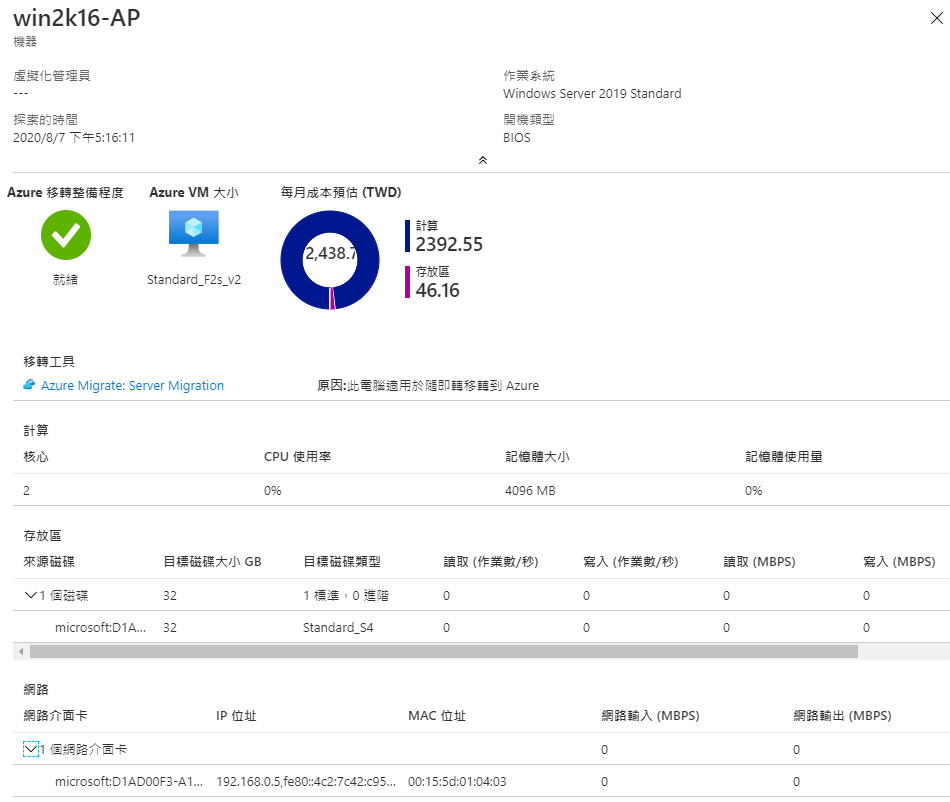 win2k16-AP
機器
虛擬化管理員
---
作業系統
Windows Server 2019 Standard
探索的時間
2020/8/7 下午5:16:11
開機類型
BIOS
Azure 移轉整備程度
就緒
Azure VM 大小
Standard_F2s_v2
每月成本預估 (TWD)
2,438.7
計算
2392.55
存放區
46.16
移轉工具
Azure Migrate: Server Migration 原因:此電腦適用於隨即轉移轉到 Azure
計算
核心 CPU 使用率 記憶體大小 記憶體使用量
2 0% 4096 MB 0%
存放區
來源磁碟 目標磁碟大小 GB 目標磁碟類型 讀取 (作業數/秒) 寫入 (作業數/秒) 讀取 (MBPS) 寫入 (MBPS)
1 個磁碟 32 1 標準，0 進階 0 0 0 0
microsoft:D1A... 32 Standard_S4 0 0 0 0
網路
網路介面卡 IP 位址 MAC 位址 網路輸入 (MBPS) 網路輸出 (MBPS)
1 個網路介面卡 0 0
microsoft:D1AD00F3-A1... 192.168.0.5,fe80::4c2:7c42:c95... 00:15:5d:01:04:03 0 0